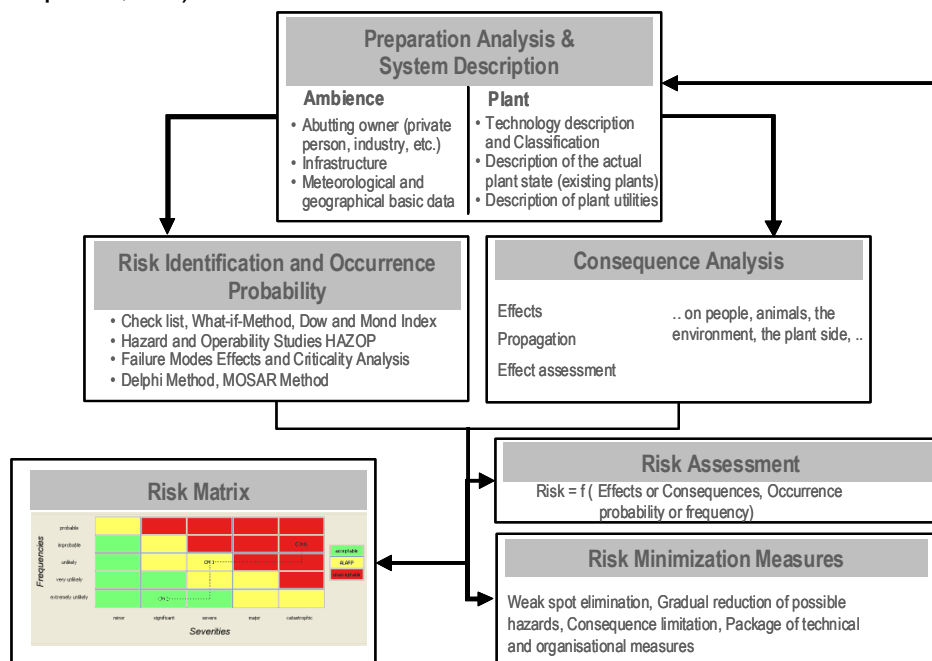 Preparation Analysis &
System Description
Ambience
• Abutting owner (private
person, industry, etc.)
• Infrastructure
• Meteorological and
geographical basic data
Plant
• Technology description
and Classification
• Description of the actual
plant state (existing plants)
• Description of plant utilities
Risk Identification and Occurrence
Probability
• Check list, What-if-Method, Dow and Mond Index
• Hazard and Operability Studies HAZOP
• Failure Modes Effects and Criticality Analysis
• Delphi Method, MOSAR Method
Consequence Analysis
Effects
Propagation
Effect assessment
.. on people, animals, the
environment, the plant side, ..
Risk Assessment
Risk = f ( Effects or Consequences, Occurrence
probability or frequency)
Risk Matrix
Frequencies
probable
improbable
unlikely
very unlikely
extremely unlikely
acceptable
ALARP
unacceptable
minor
significant
severe
major
catastrophic
Severities
Risk Minimization Measures
Weak spot elimination, Gradual reduction of possible
hazards, Consequence limitation, Package of technical
and organisational measures